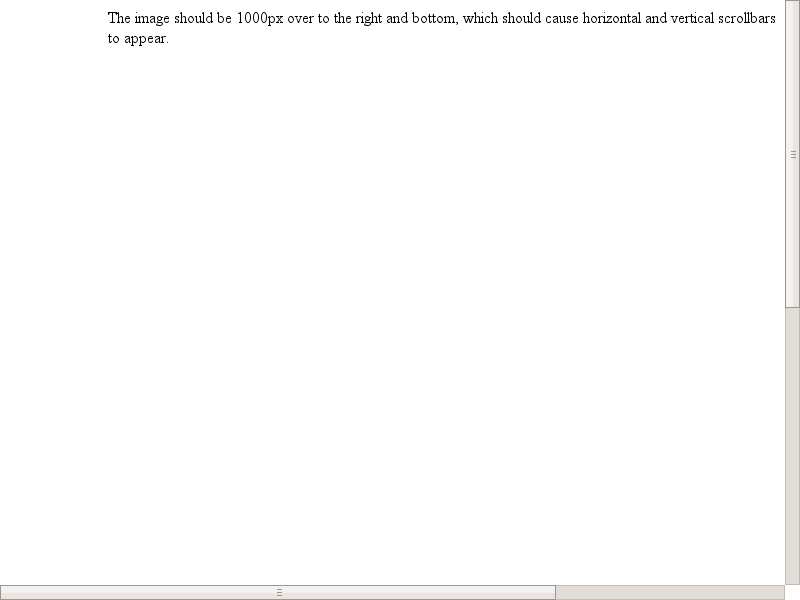 The image should be 1000px over to the right and bottom, which should cause horizontal and vertical scrollbars
to appear.